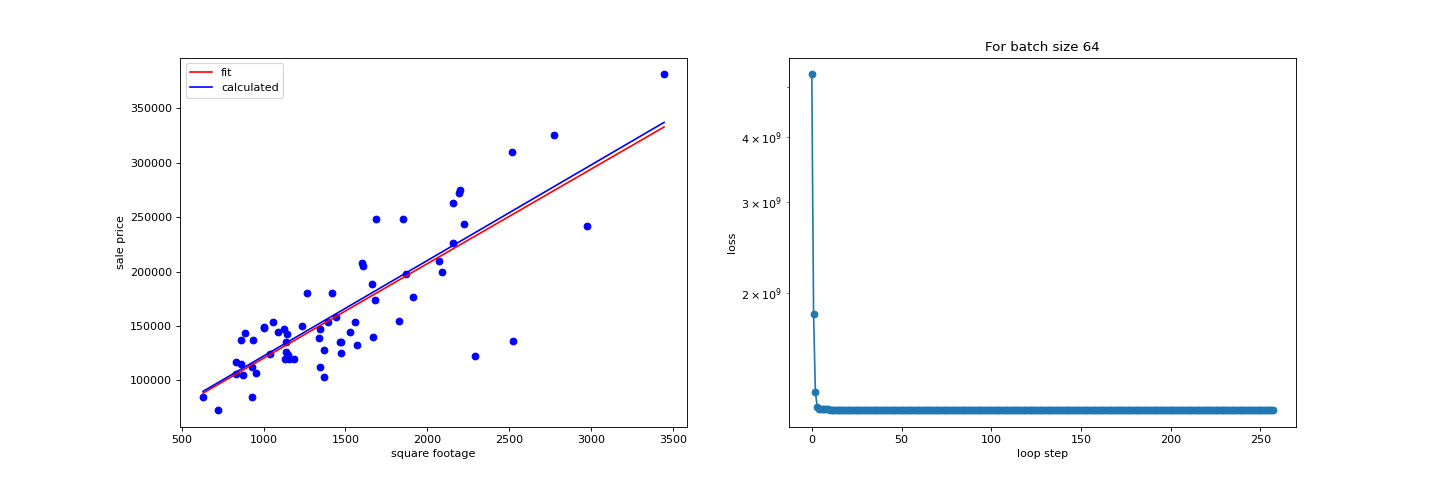 fit
calculated
350000
300000
250000
200000
150000
100000
sale price
500
1000
1500
2000
2500
3000
3500
square footage
For batch size 64
4 × 10⁹
3 × 10⁹
2 × 10⁹
loss
0
50
100
150
200
250
loop step